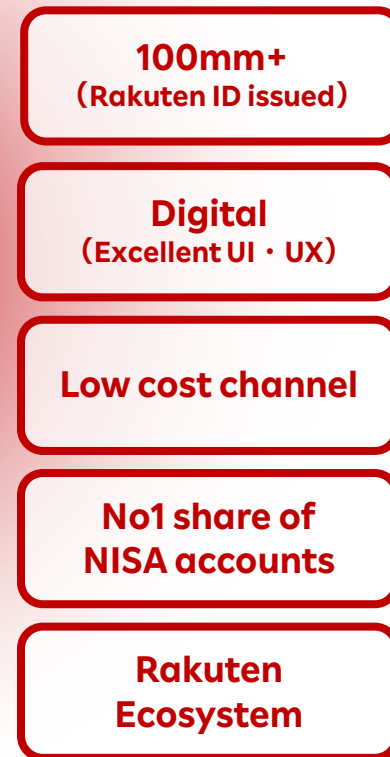 100mm+
（Rakuten ID issued）
Digital
（Excellent UI・UX）
Low cost channel
No1 share of
NISA accounts
Rakuten
Ecosystem